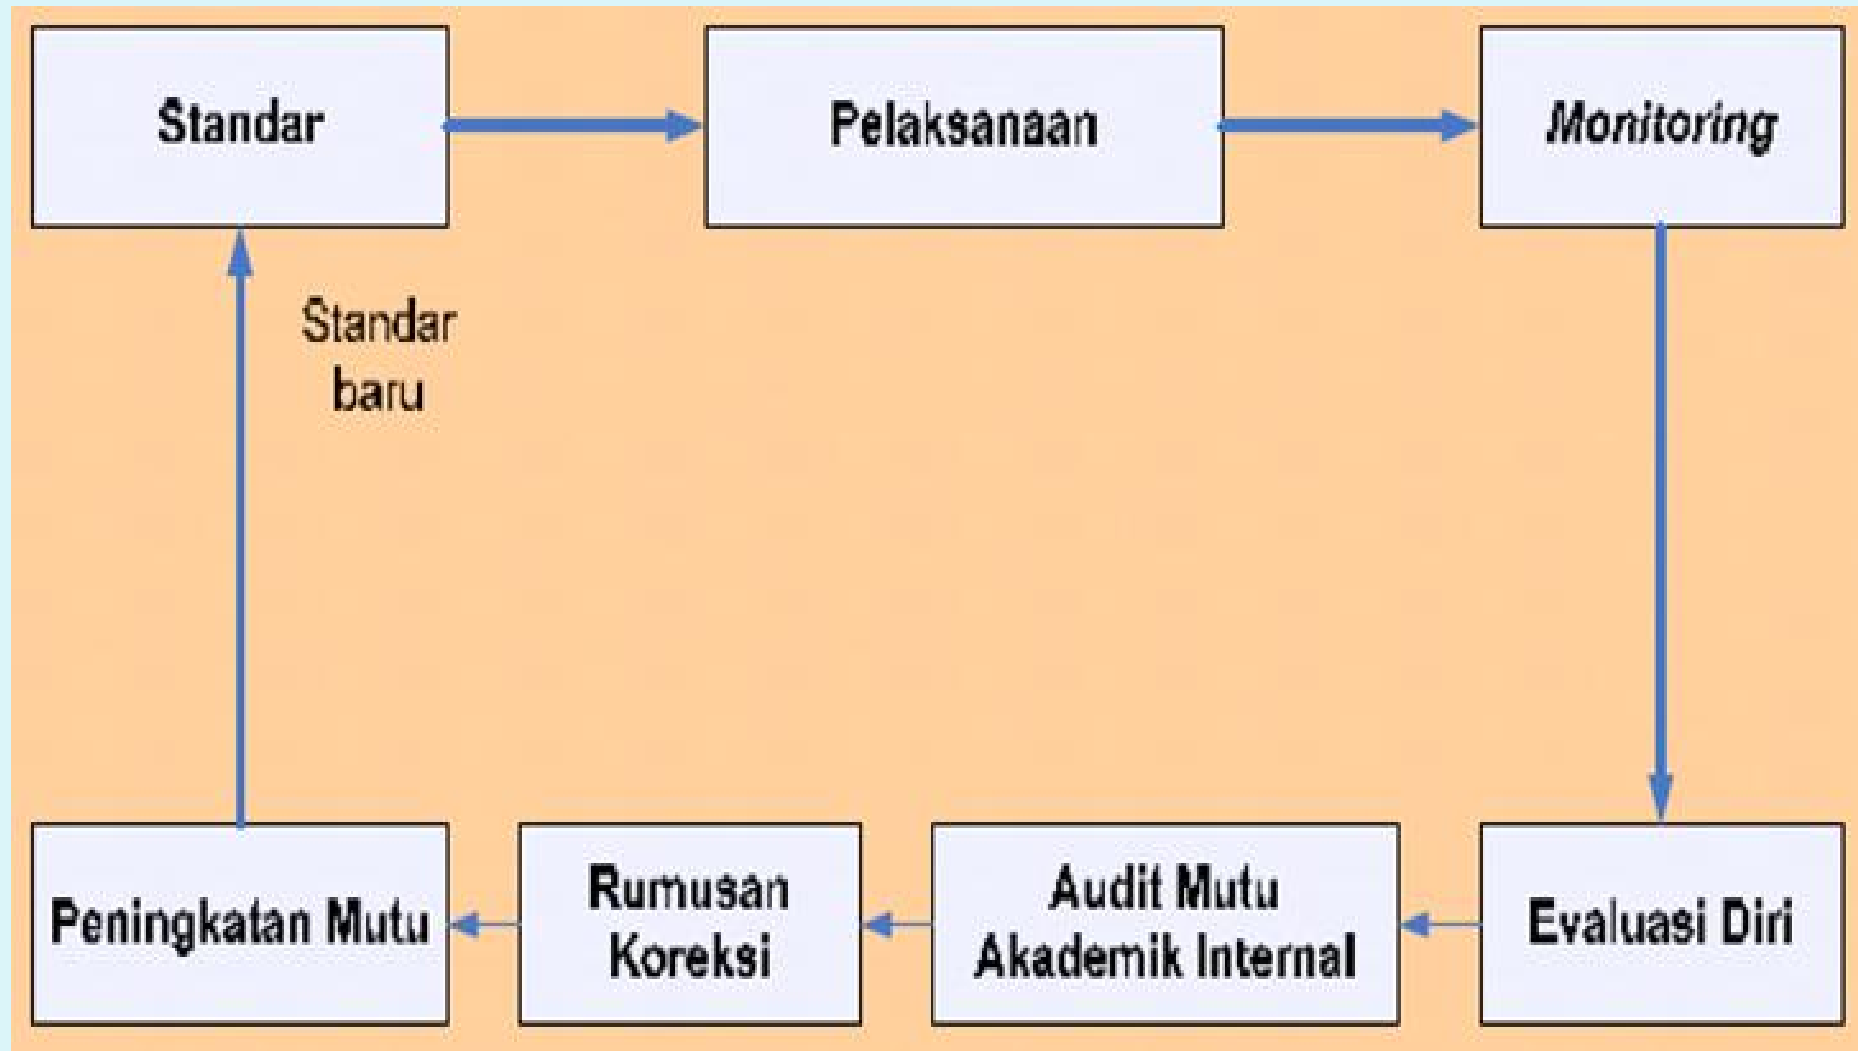 Standar
Pelaksanaan
Monitoring
Standar
baru
Peningkatan Mutu
Rumusan
Koreksi
Audit Mutu
Akademik Internal
Evaluasi Diri